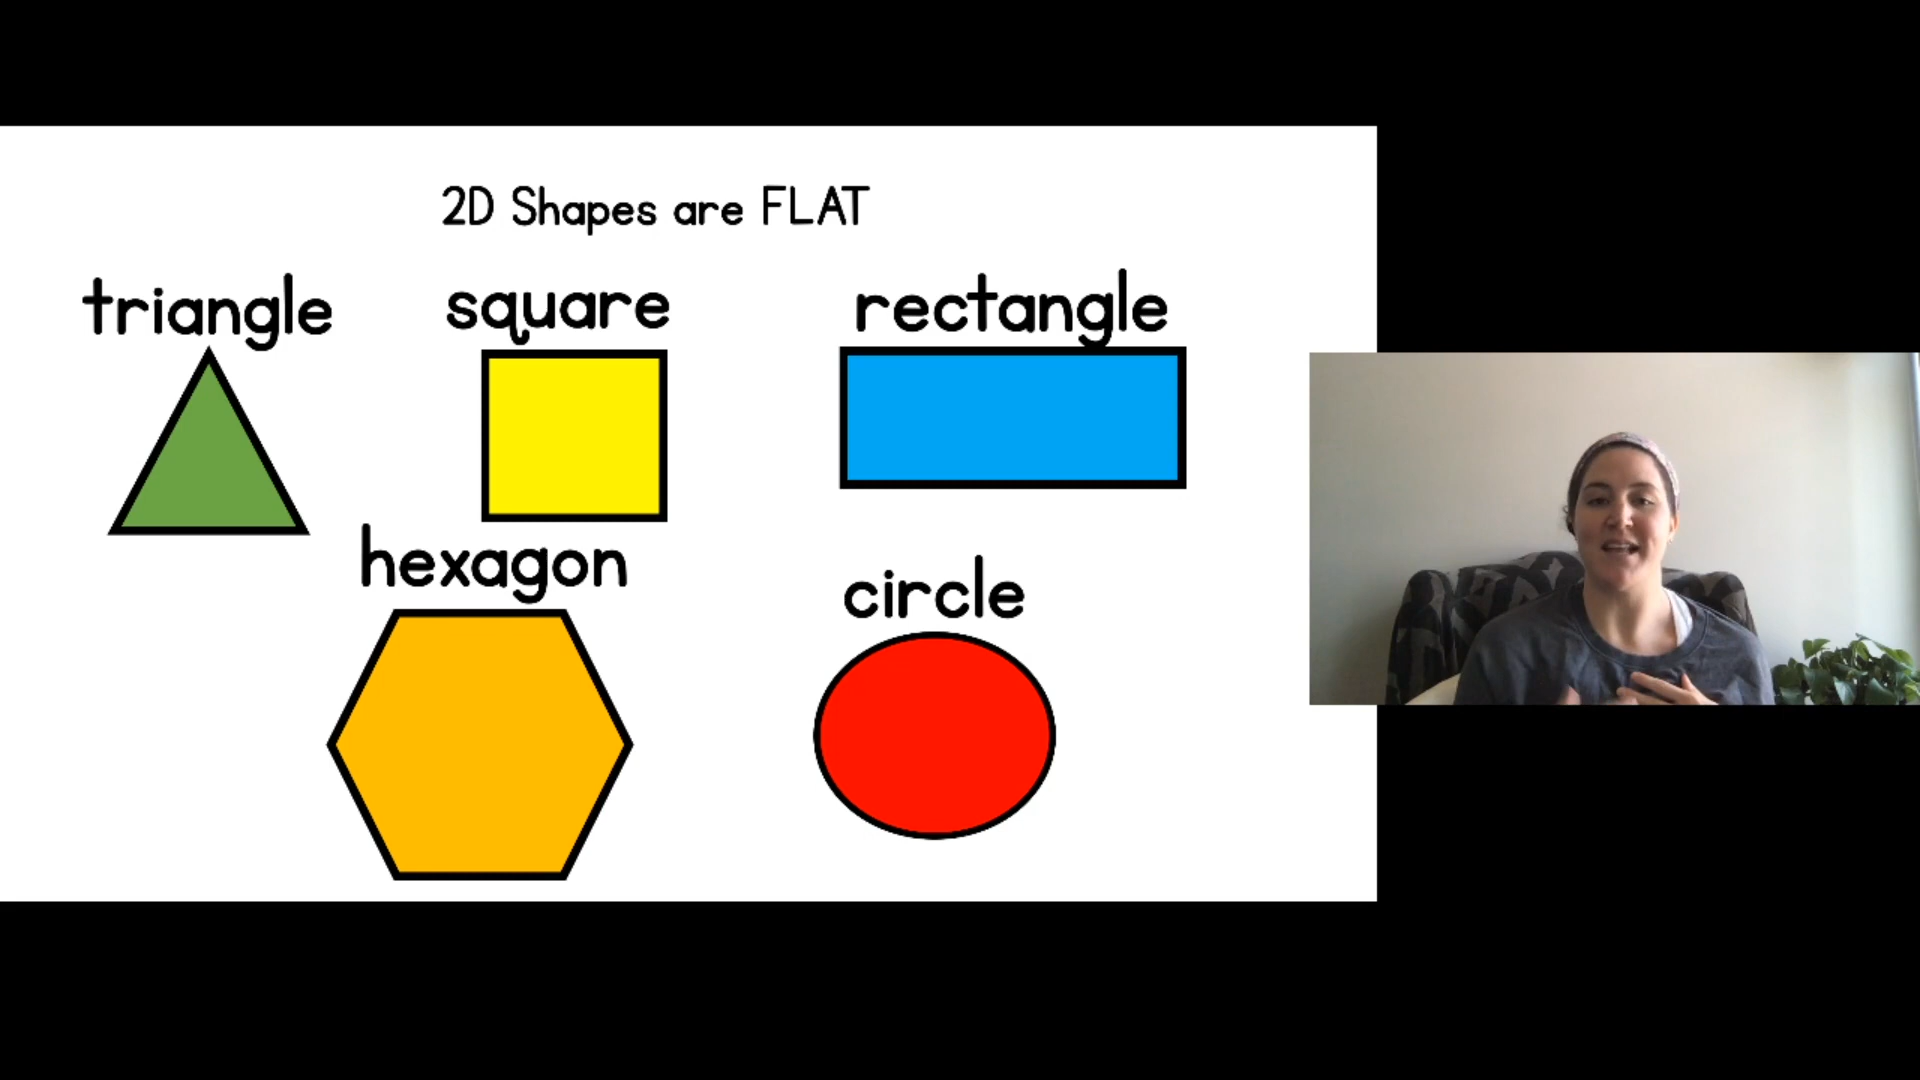 2D Shapes are FLAT
triangle
square
rectangle
hexagon
circle